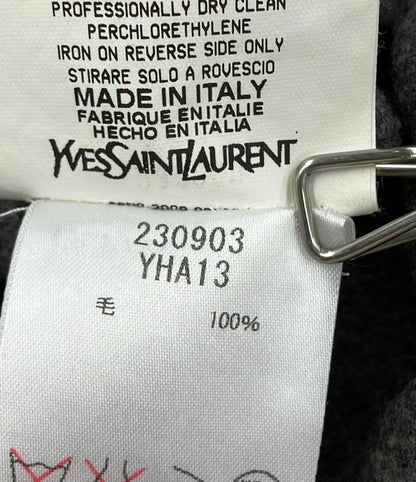 PROFESSIONALLY DRY CLEAN
PERCHLORETHYLENE
IRON ON REVERSE SIDE ONLY
STIRARE SOLO A ROVESCIO
MADE IN ITALY
FABRIQUE EN ITALIE
HECHO EN ITALIA
YVESSAINTLAURENT
230903
YHA13
毛 100%